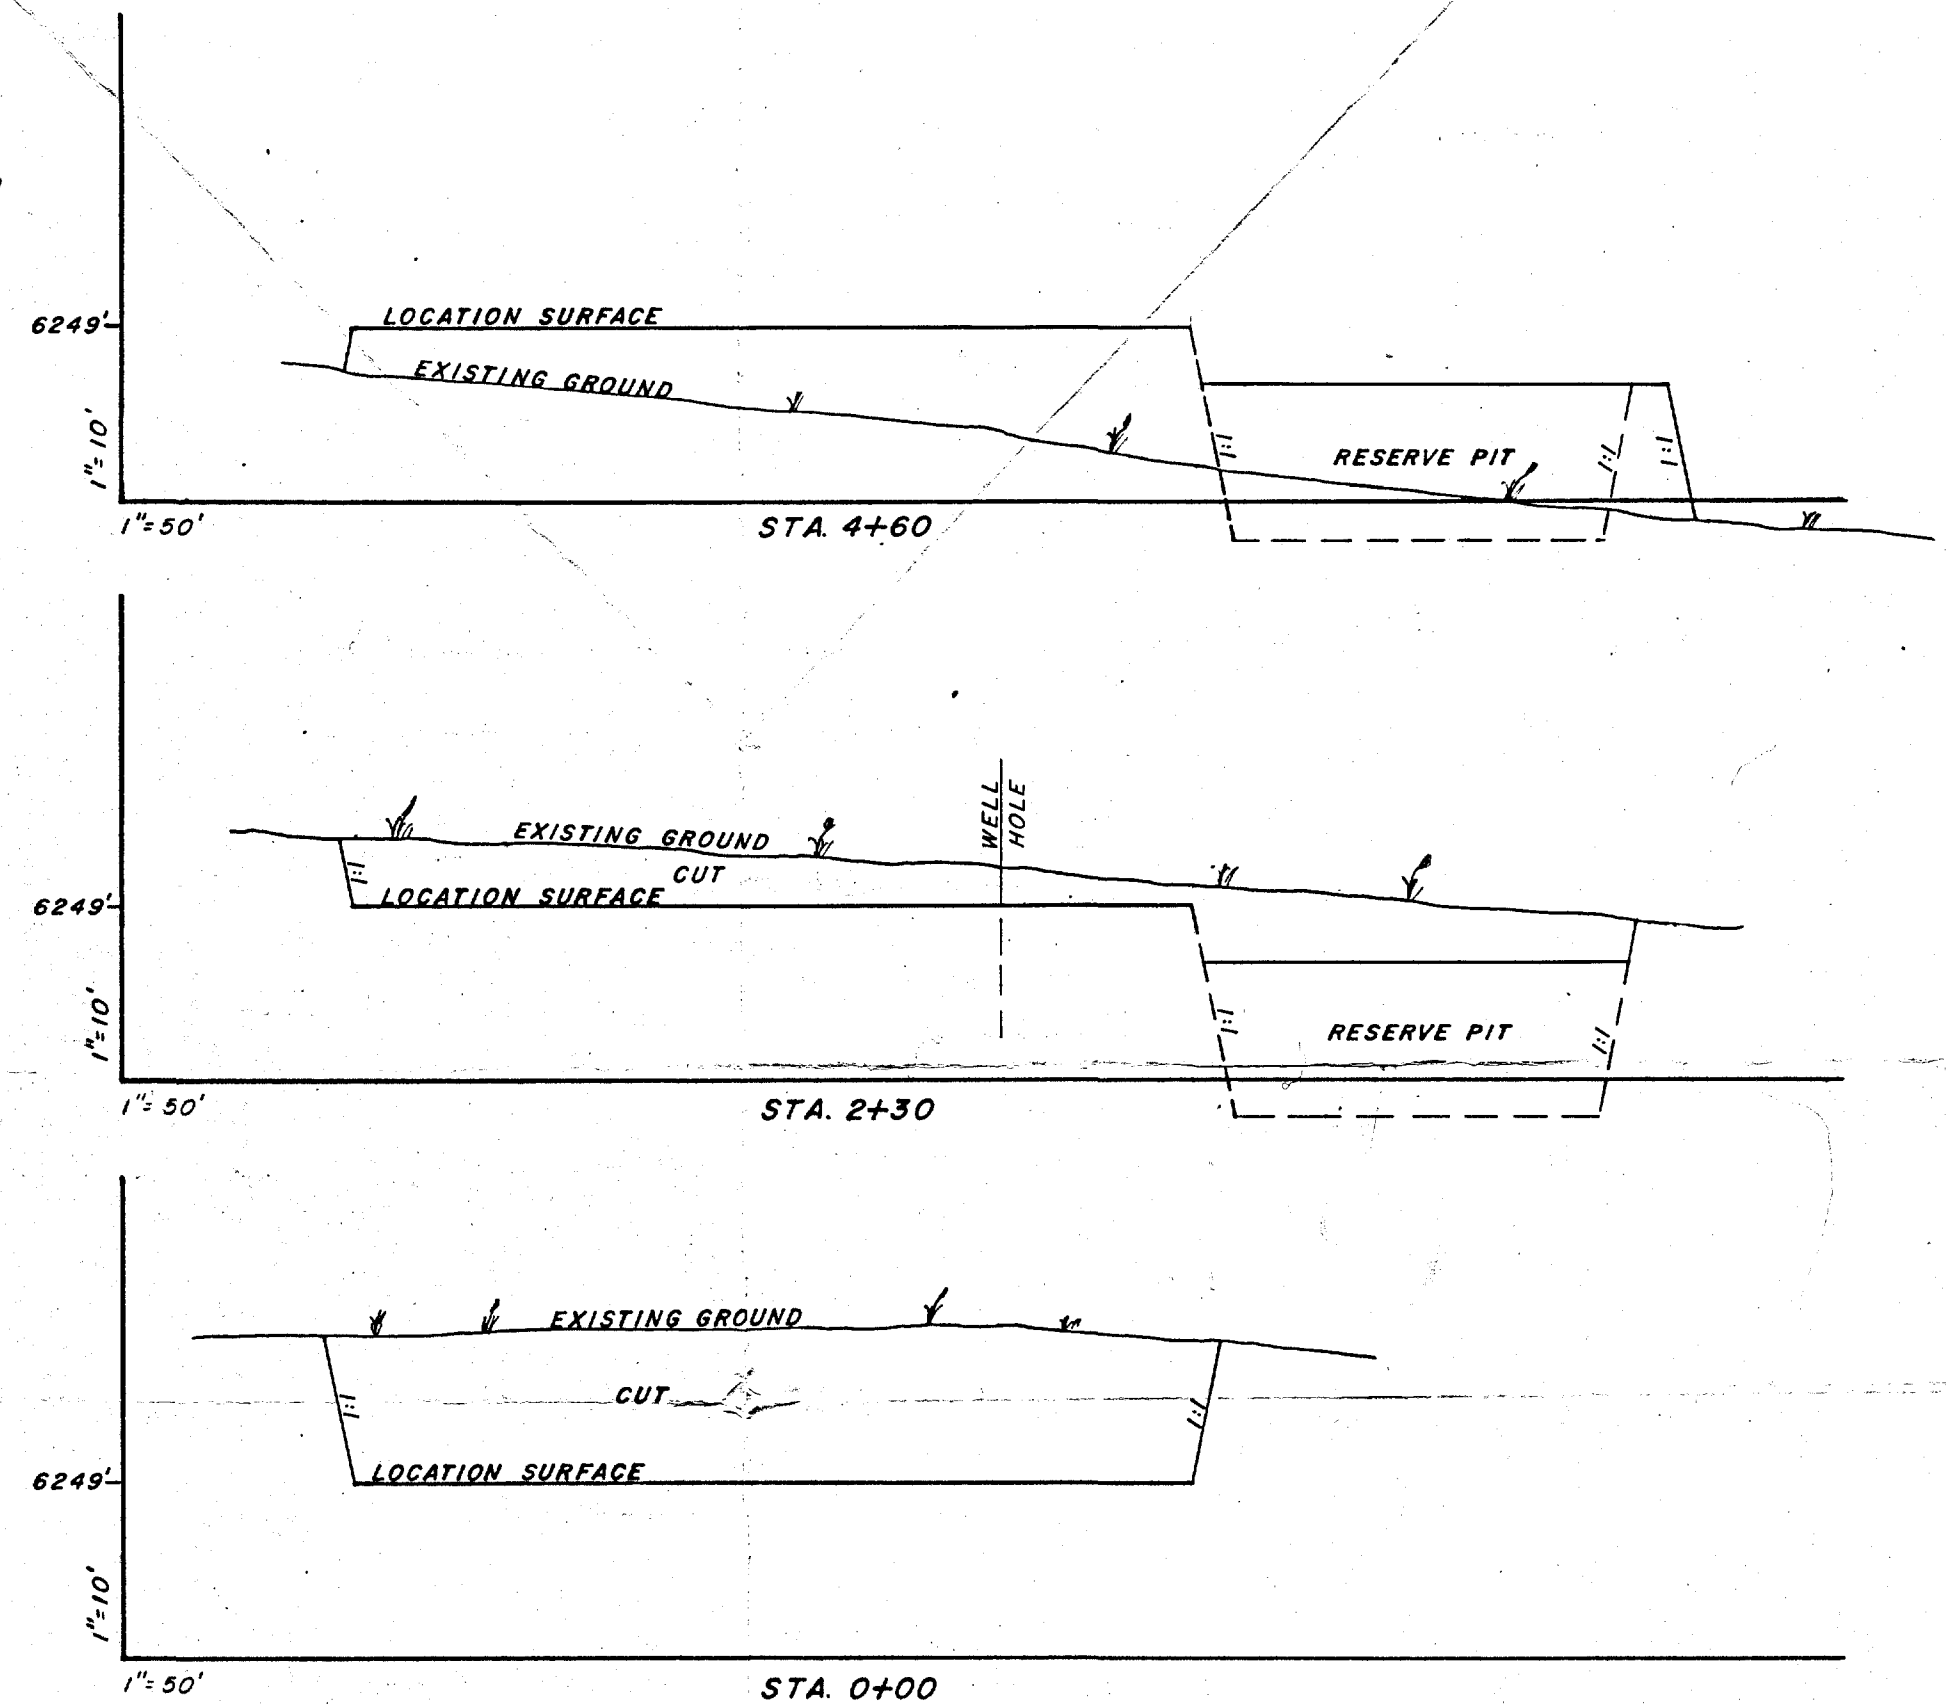 LOCATION SURFACE
6249'
EXISTING GROUND
1"=10'
1:1
1:1
1:1
RESERVE PIT
1"=50'
STA. 4+60
WELL
HOLE
EXISTING GROUND
CUT
1:1
LOCATION SURFACE
6249'
1"=10'
1:1
1:1
RESERVE PIT
1"=50'
STA. 2+30
EXISTING GROUND
CUT
1:1
1:1
LOCATION SURFACE
6249'
1"=10'
1"=50'
STA. 0+00